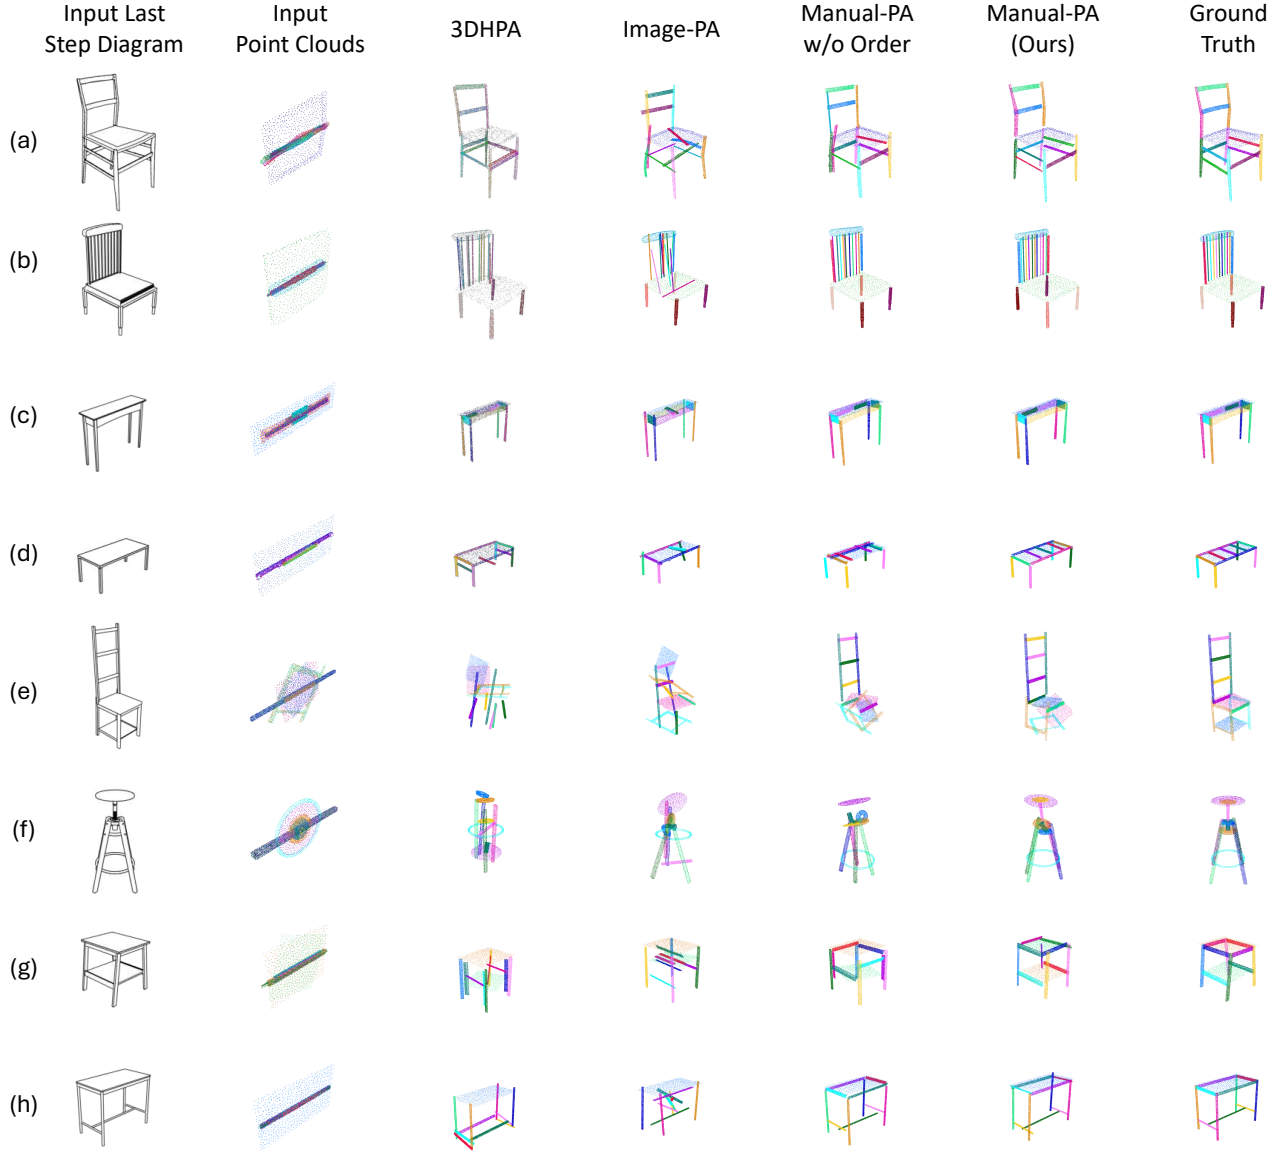 Input Last
Step Diagram
Input
Point Clouds
3DHPA
Image-PA
Manual-PA
w/o Order
Manual-PA
(Ours)
Ground
Truth
(a)
(b)
(c)
(d)
(e)
(f)
(g)
(h)